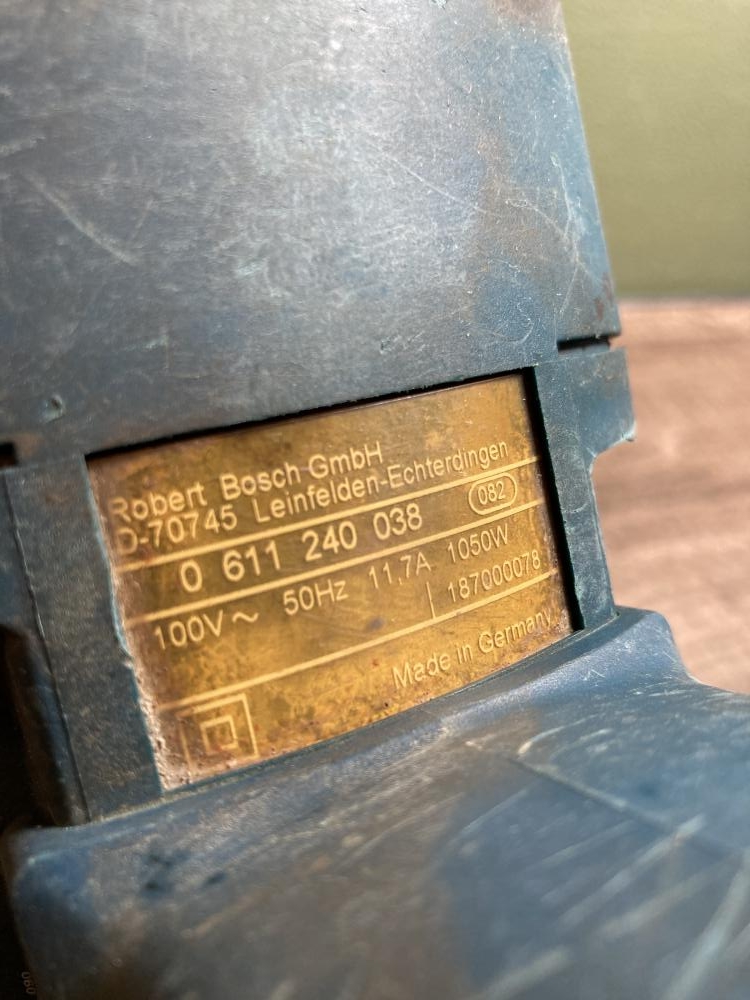 Robert Bosch GmbH
D-70745 Leinfelden-Echterdingen
0 611 240 038 082
100V~ 50Hz 11,7A 1050W
187000078
Made in Germany